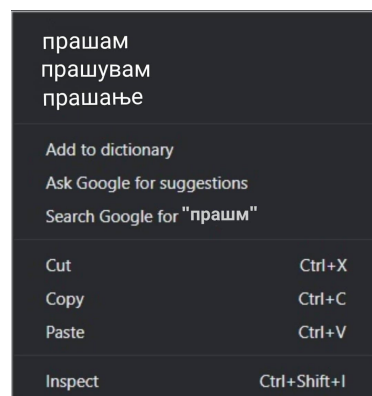 прашам
прашувам
прашање
Add to dictionary
Ask Google for suggestions
Search Google for "прашм"
Cut Ctrl+X
Copy Ctrl+C
Paste Ctrl+V
Inspect Ctrl+Shift+I